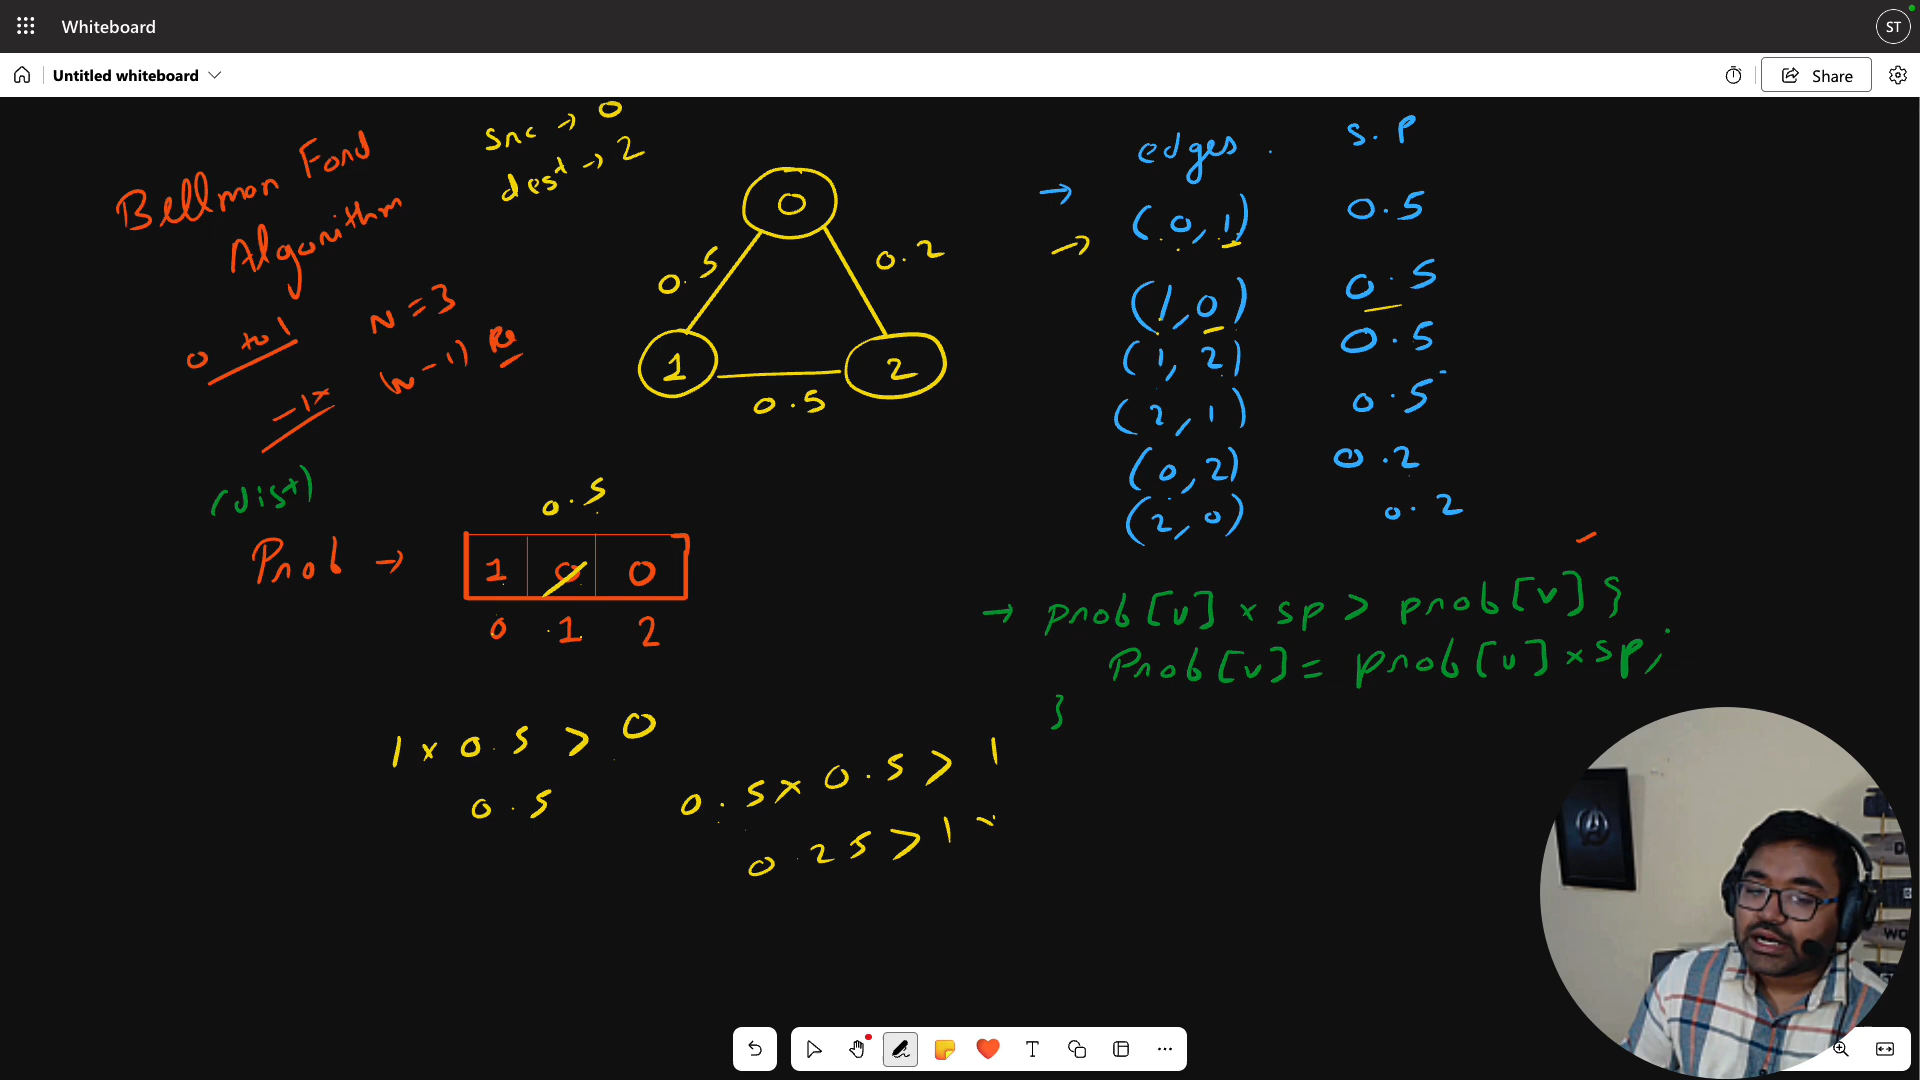 Whiteboard
ST
Untitled whiteboard
Share
Bellman Ford
Algorithm
0 to 1
-1x
N = 3
(N-1) Re
src → 0
dest → 2
0
0.5
0.2
1
2
0.5
edges. S.P
→ (0, 1) 0.5
→ (1, 0) 0.5
(1, 2) 0.5
(2, 1) 0.5
(0, 2) 0.2
(2, 0) 0.2
(dist)
0.5
Prob → 1 0 0
0 1 2
→ prob[u] x sp > prob[v] {
Prob[v] = prob[u] x sp;
}
1 x 0.5 > 0
0.5
0.5 x 0.5 > 1
0.25 > 1
T